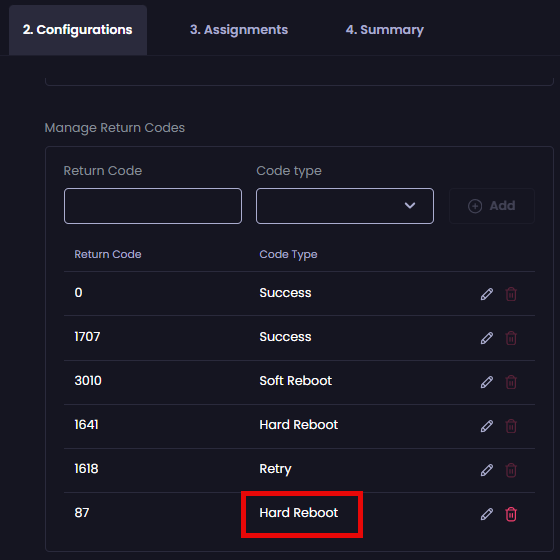 2. Configurations 3. Assignments 4. Summary
Manage Return Codes
Return Code Code type
Add
Return Code Code Type
0 Success
1707 Success
3010 Soft Reboot
1641 Hard Reboot
1618 Retry
87 Hard Reboot